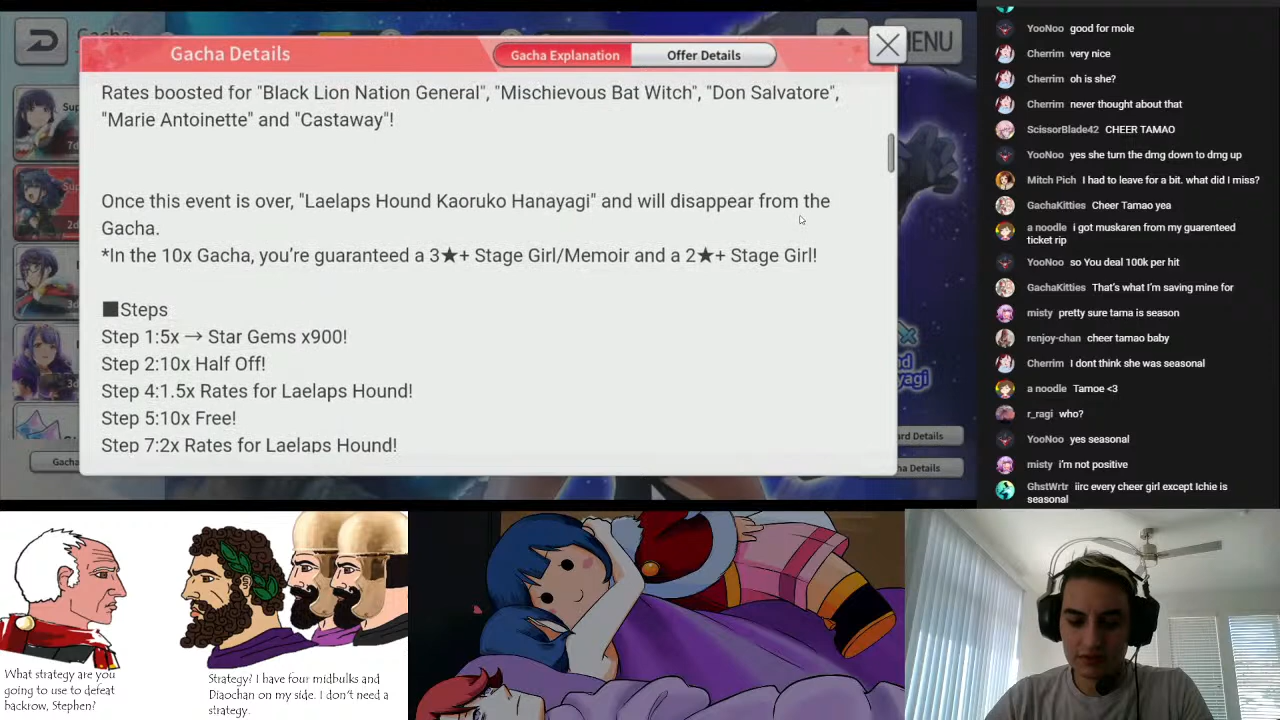 Gacha
MENU
Gacha Details
Gacha Explanation
Offer Details
Rates boosted for "Black Lion Nation General", "Mischievous Bat Witch", "Don Salvatore",
"Marie Antoinette" and "Castaway"!
Once this event is over, "Laelaps Hound Kaoruko Hanayagi" and will disappear from the
Gacha.
*In the 10x Gacha, you’re guaranteed a 3★+ Stage Girl/Memoir and a 2★+ Stage Girl!
■Steps
Step 1:5x → Star Gems x900!
Step 2:10x Half Off!
Step 4:1.5x Rates for Laelaps Hound!
Step 5:10x Free!
Step 7:2x Rates for Laelaps Hound!
Gacha
YooNoo good for mole
Cherrim very nice
Cherrim oh is she?
Cherrim never thought about that
ScissorBlade42 CHEER TAMAO
YooNoo yes she turn the dmg down to dmg up
Mitch Pich I had to leave for a bit. what did I miss?
GachaKitties Cheer Tamao yea
a noodle i got muskaren from my guarenteed
ticket rip
YooNoo so You deal 100k per hit
GachaKitties That's what I'm saving mine for
misty pretty sure tama is season
renjoy-chan cheer tamao baby
Cherrim I dont think she was seasonal
a noodle Tamoe <3
r_ragi who?
YooNoo yes seasonal
misty i'm not positive
GhstWrtr iirc every cheer girl except Ichie is
seasonal
What strategy are you
going to use to defeat
hackrow, Stephen?
Strategy? I have four midhulks and
Diaochan on my side. I don't need a
strategy.